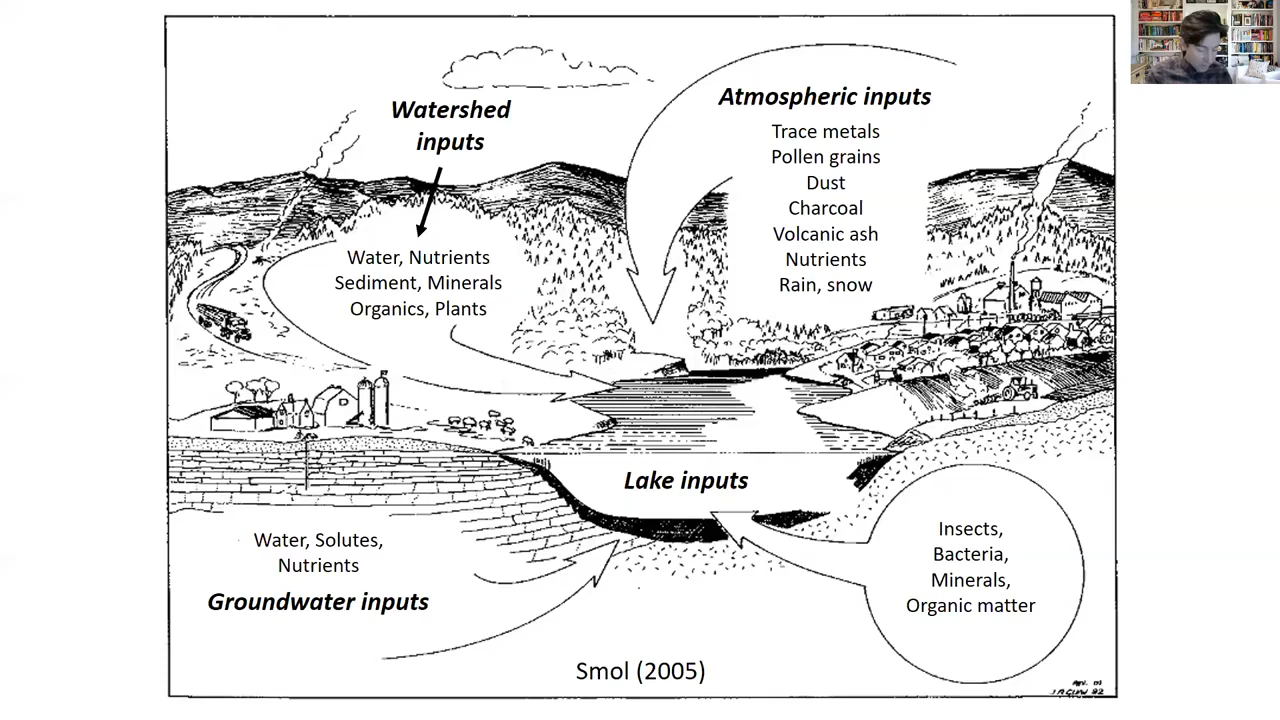 Watershed
inputs
Water, Nutrients
Sediment, Minerals
Organics, Plants
Atmospheric inputs
Trace metals
Pollen grains
Dust
Charcoal
Volcanic ash
Nutrients
Rain, snow
Lake inputs
Water, Solutes,
Nutrients
Groundwater inputs
Insects,
Bacteria,
Minerals,
Organic matter
Smol (2005)